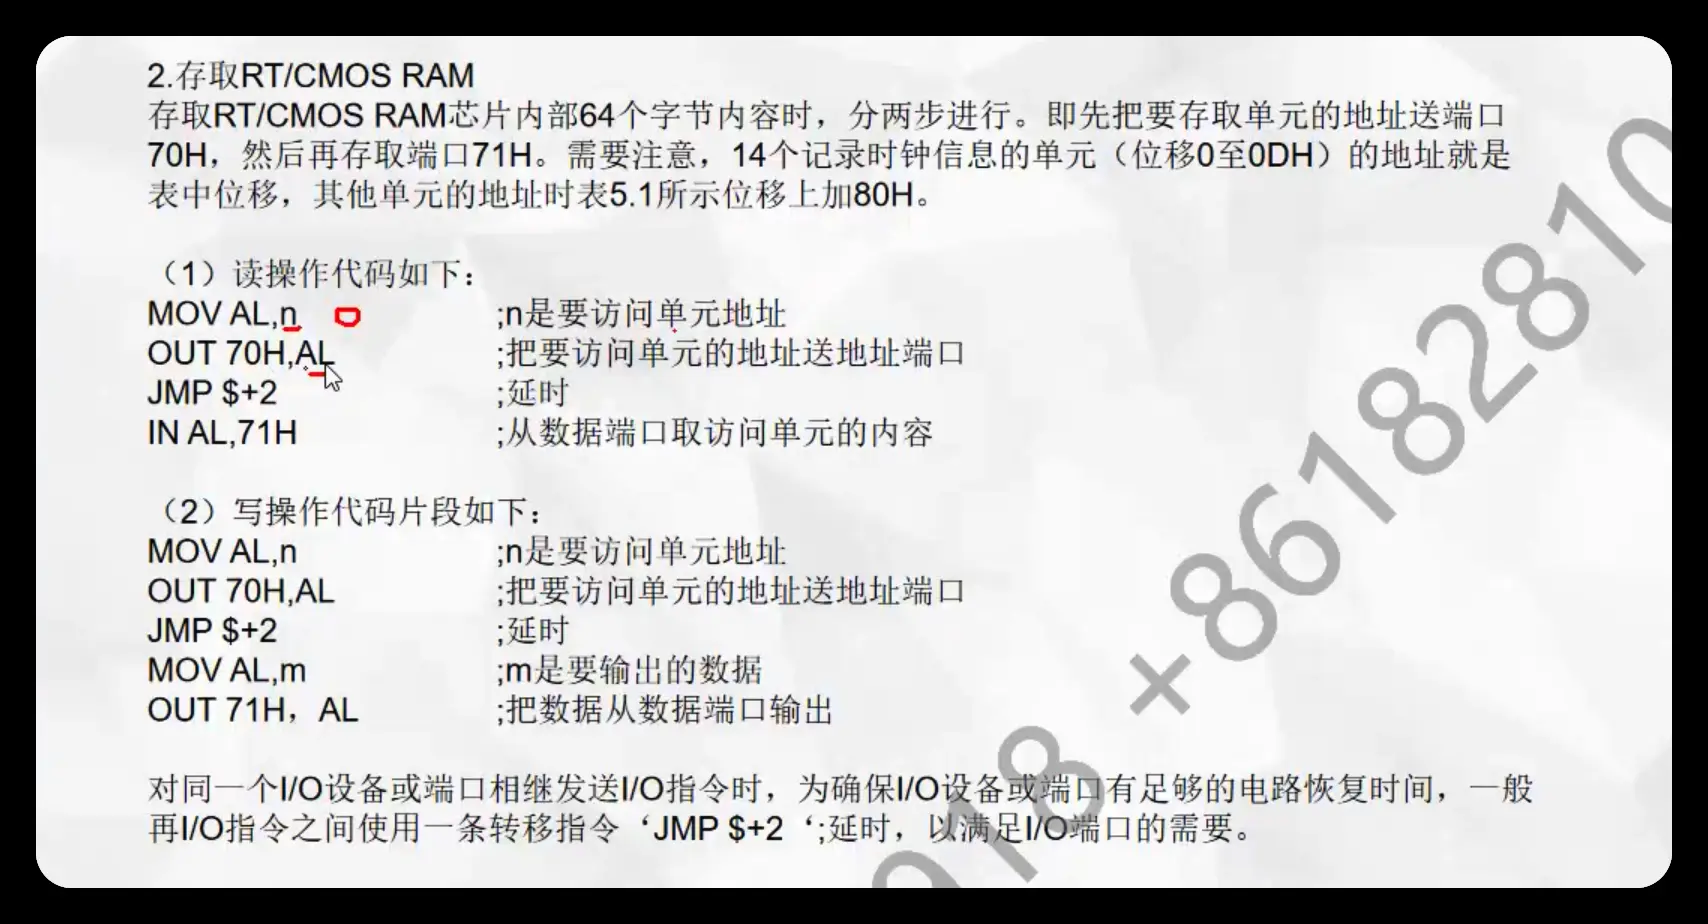 2.存取RT/CMOS RAM
存取RT/CMOS RAM芯片内部64个字节内容时，分两步进行。即先把要存取单元的地址送端口
70H，然后再存取端口71H。需要注意，14个记录时钟信息的单元（位移0至0DH）的地址就是
表中位移，其他单元的地址时表5.1所示位移上加80H。
（1）读操作代码如下：
MOV AL,n ;n是要访问单元地址
OUT 70H,AL ;把要访问单元的地址送地址端口
JMP $+2 ;延时
IN AL,71H ;从数据端口取访问单元的内容
（2）写操作代码片段如下：
MOV AL,n ;n是要访问单元地址
OUT 70H,AL ;把要访问单元的地址送地址端口
JMP $+2 ;延时
MOV AL,m ;m是要输出的数据
OUT 71H，AL ;把数据从数据端口输出
对同一个I/O设备或端口相继发送I/O指令时，为确保I/O设备或端口有足够的电路恢复时间，一般
再I/O指令之间使用一条转移指令‘JMP $+2 ‘;延时，以满足I/O端口的需要。
918 +86182810